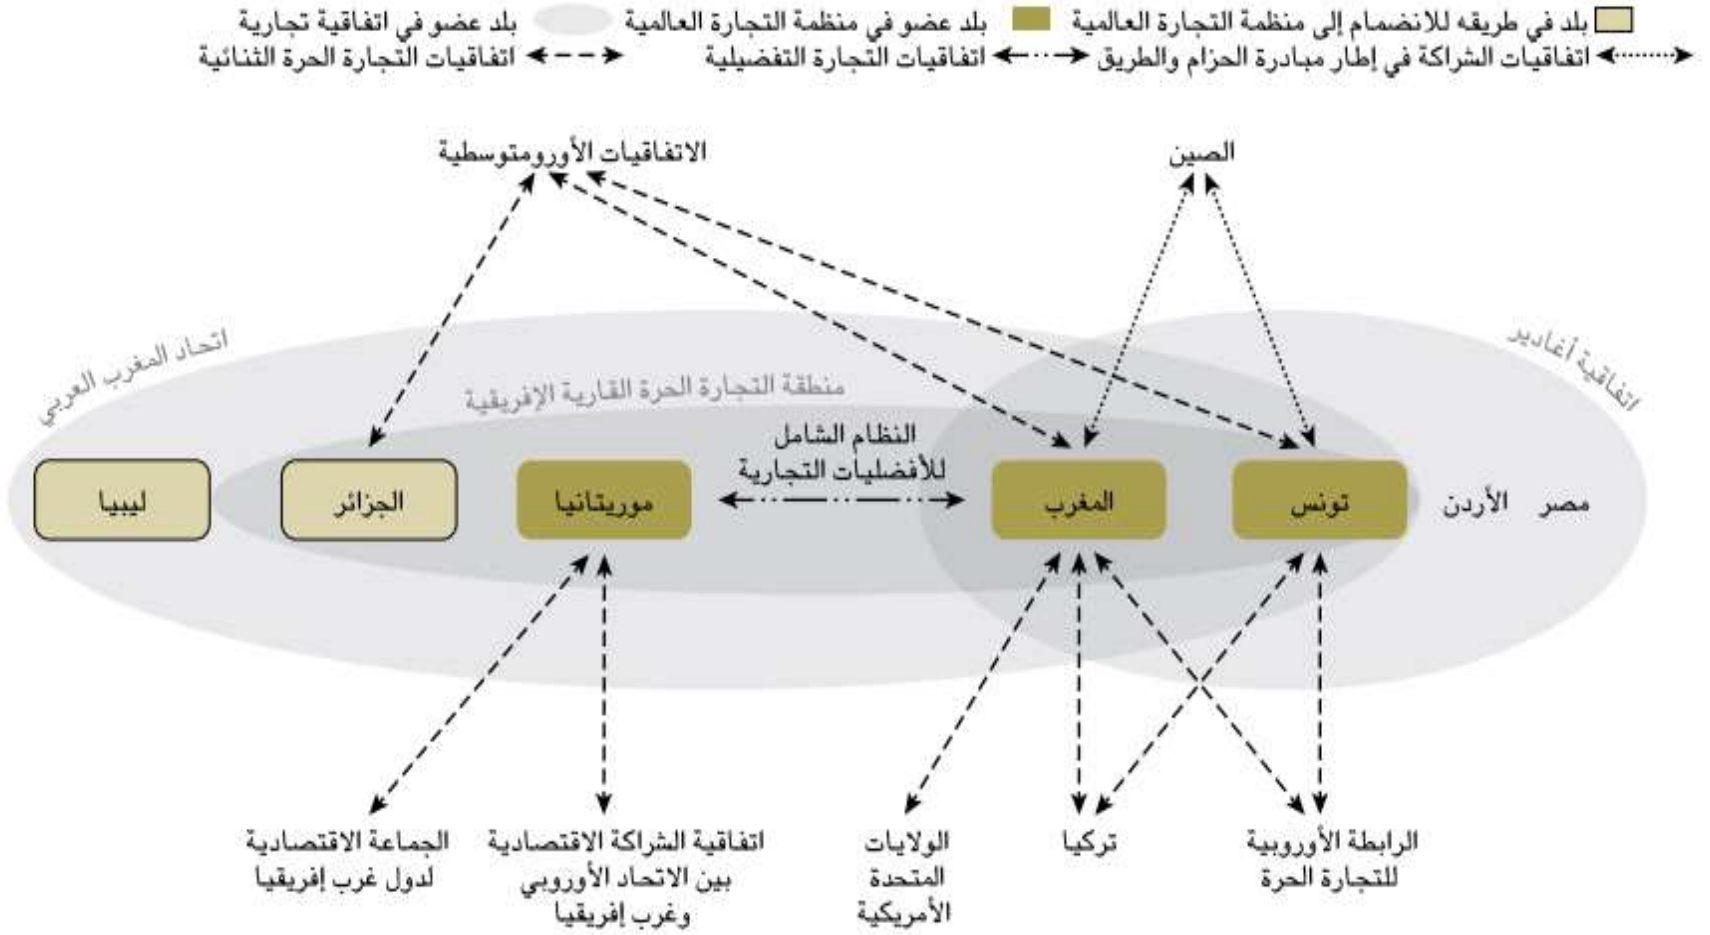 بلد في طريقه للانضمام إلى منظمة التجارة العالمية
بلد عضو في منظمة التجارة العالمية
بلد عضو في اتفاقية تجارية
اتفاقيات الشراكة في إطار مبادرة الحزام والطريق
اتفاقيات التجارة التفضيلية
اتفاقيات التجارة الحرة الثنائية
الصين
الاتفاقيات الأورومتوسطية
اتفاقية أغادير
اتحاد المغرب العربي
منطقة التجارة الحرة القارية الإفريقية
النظام الشامل
للأفضليات التجارية
مصر
الأردن
تونس
المغرب
موريتانيا
الجزائر
ليبيا
الرابطة الأوروبية
للتجارة الحرة
تركيا
الولايات
المتحدة
الأمريكية
اتفاقية الشراكة الاقتصادية
بين الاتحاد الأوروبي
وغرب إفريقيا
الجماعة الاقتصادية
لدول غرب إفريقيا